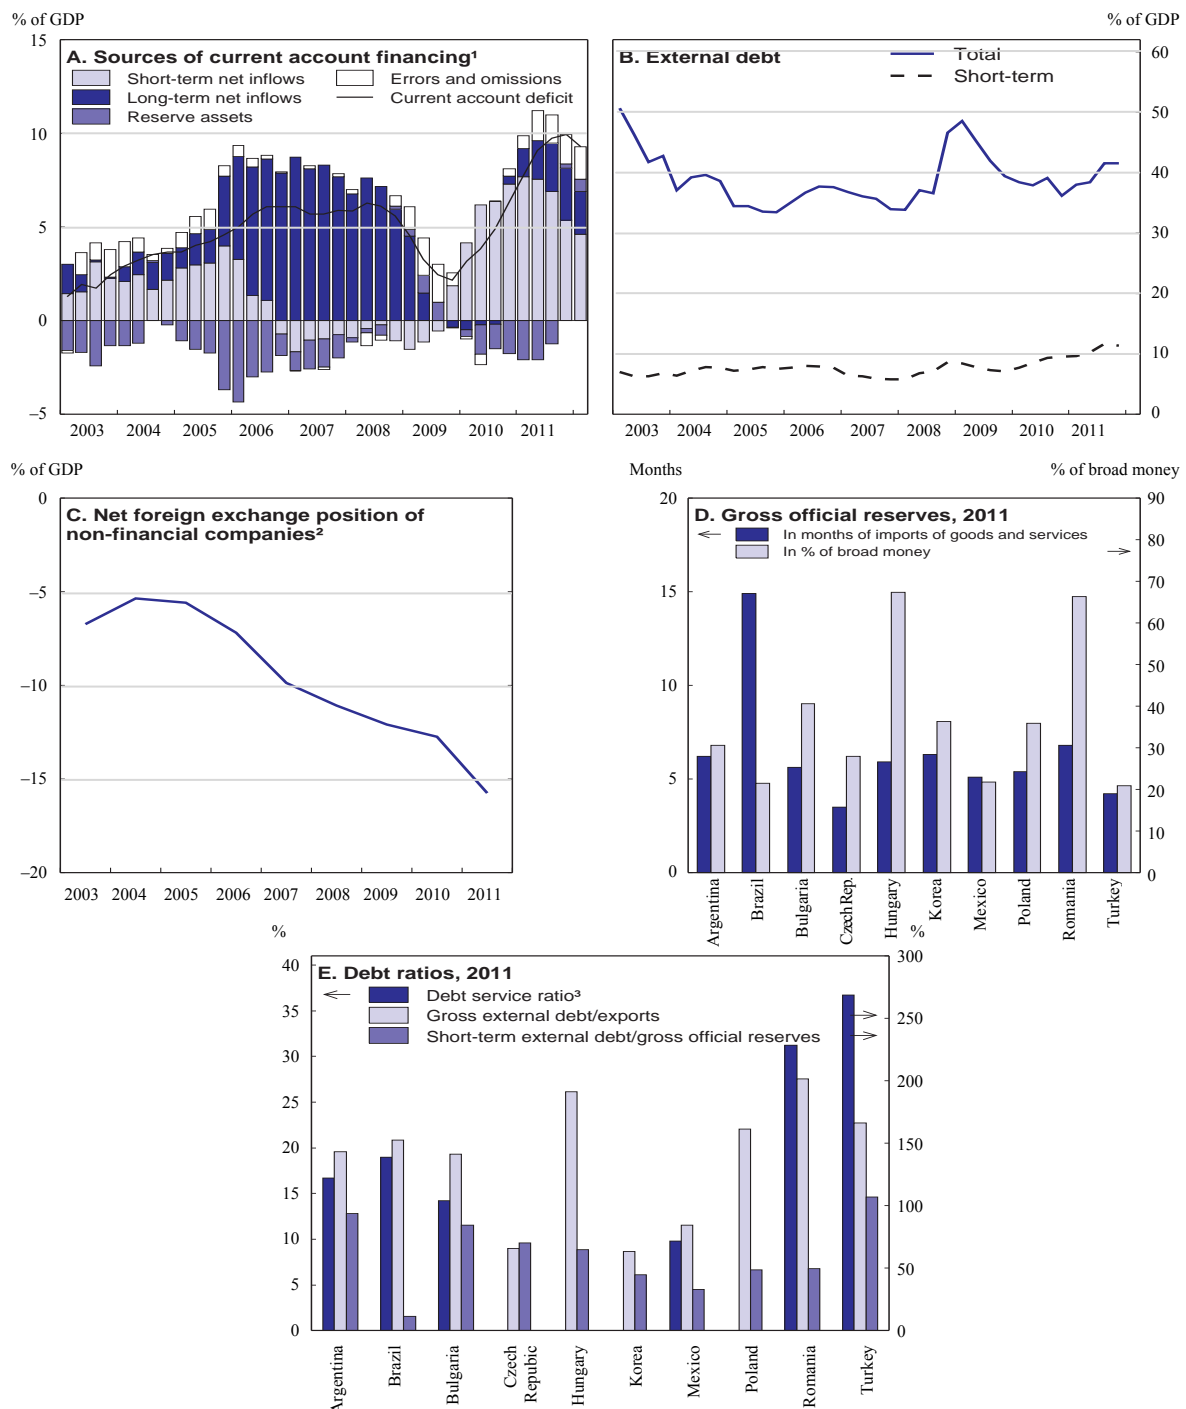 % of GDP
% of GDP
A. Sources of current account financing¹
Short-term net inflows
Errors and omissions
Long-term net inflows
Current account deficit
Reserve assets
15
10
5
0
–5
2003 2004 2005 2006 2007 2008 2009 2010 2011
B. External debt
Total
Short-term
60
50
40
30
20
10
0
2003 2004 2005 2006 2007 2008 2009 2010 2011
% of GDP
C. Net foreign exchange position of
non-financial companies²
0
–5
–10
–15
–20
2003 2004 2005 2006 2007 2008 2009 2010 2011
Months
% of broad money
D. Gross official reserves, 2011
In months of imports of goods and services
In % of broad money
20
15
10
5
0
90
80
70
60
50
40
30
20
10
0
Argentina
Brazil
Bulgaria
Czech Rep.
Hungary
Korea
Mexico
Poland
Romania
Turkey
%
%
E. Debt ratios, 2011
Debt service ratio³
Gross external debt/exports
Short-term external debt/gross official reserves
40
35
30
25
20
15
10
5
0
300
250
200
150
100
50
0
Argentina
Brazil
Bulgaria
Czech
Repubic
Hungary
Korea
Mexico
Poland
Romania
Turkey